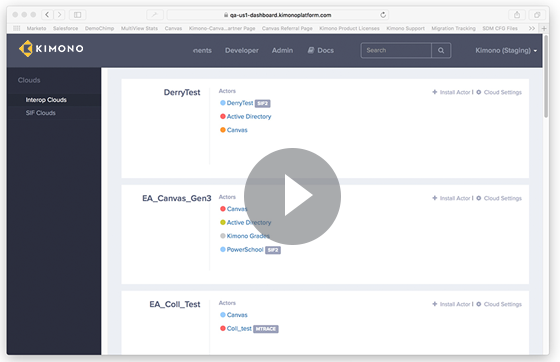 qa-us1-dashboard.kimonoplatform.com
Markets Salesforce DemoChimp MultiView Stats Canvas Kimono-Canva...artner Page Canvas Referral Page Kimono Product Licenses Kimono Support Migration Tracking SDM CFG Files
KIMONO nents Developer Admin Docs Search Kimono (Staging)
Clouds
Interop Clouds
SIF Clouds
DerryTest
Actors
Install Actor | Cloud Settings
DerryTest SIF2
Active Directory
Canvas
EA_Canvas_Gen3
Actors
Install Actor | Cloud Settings
Canvas
Active Directory
Kimono Grades
PowerSchool SIF2
EA_Coll_Test
Actors
Install Actor | Cloud Settings
Canvas
Coll_test MTRACE